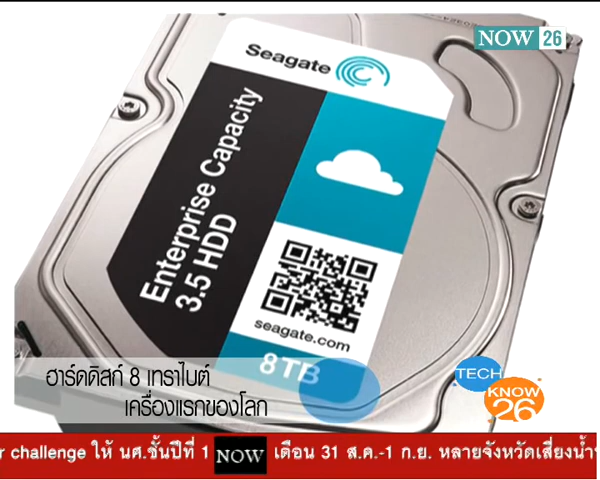 NOW 26
Seagate
Enterprise Capacity
3.5 HDD
seagate.com
8TB
ฮาร์ดดิสก์ 8 เทราไบต์
เครื่องแรกของโลก
TECH
KNOW
26
challenge ให้ นศ.ชั้นปีที่ 1 NOW เตือน 31 ส.ค.-1 ก.ย. หลายจังหวัดเสี่ยงน้ำ